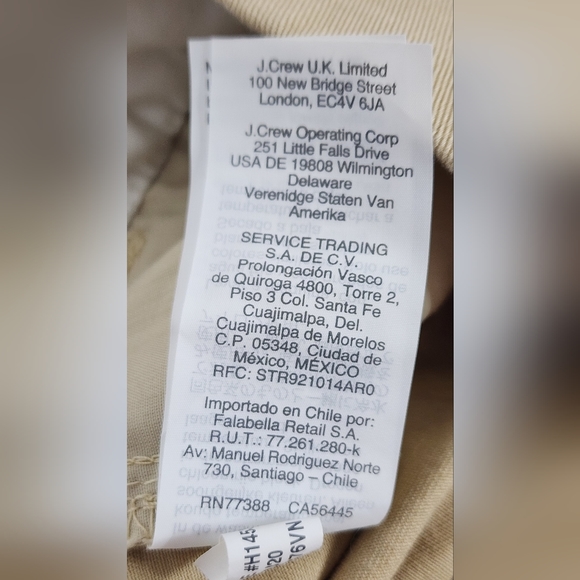 J.Crew U.K. Limited
100 New Bridge Street
London, EC4V 6JA
J.Crew Operating Corp
251 Little Falls Drive
USA DE 19808 Wilmington
Delaware
Verenidge Staten Van
Amerika
SERVICE TRADING
S.A. DE C.V.
Prolongación Vasco
de Quiroga 4800, Torre 2,
Piso 3 Col. Santa Fe
Cuajimalpa, Del.
Cuajimalpa de Morelos
C.P. 05348, Ciudad de
México, MÉXICO
RFC: STR921014AR0
Importado en Chile por:
Falabella Retail S.A.
R.U.T.: 77.261.280-k
Av: Manuel Rodriguez Norte
730, Santiago - Chile
RN77388 CA56445